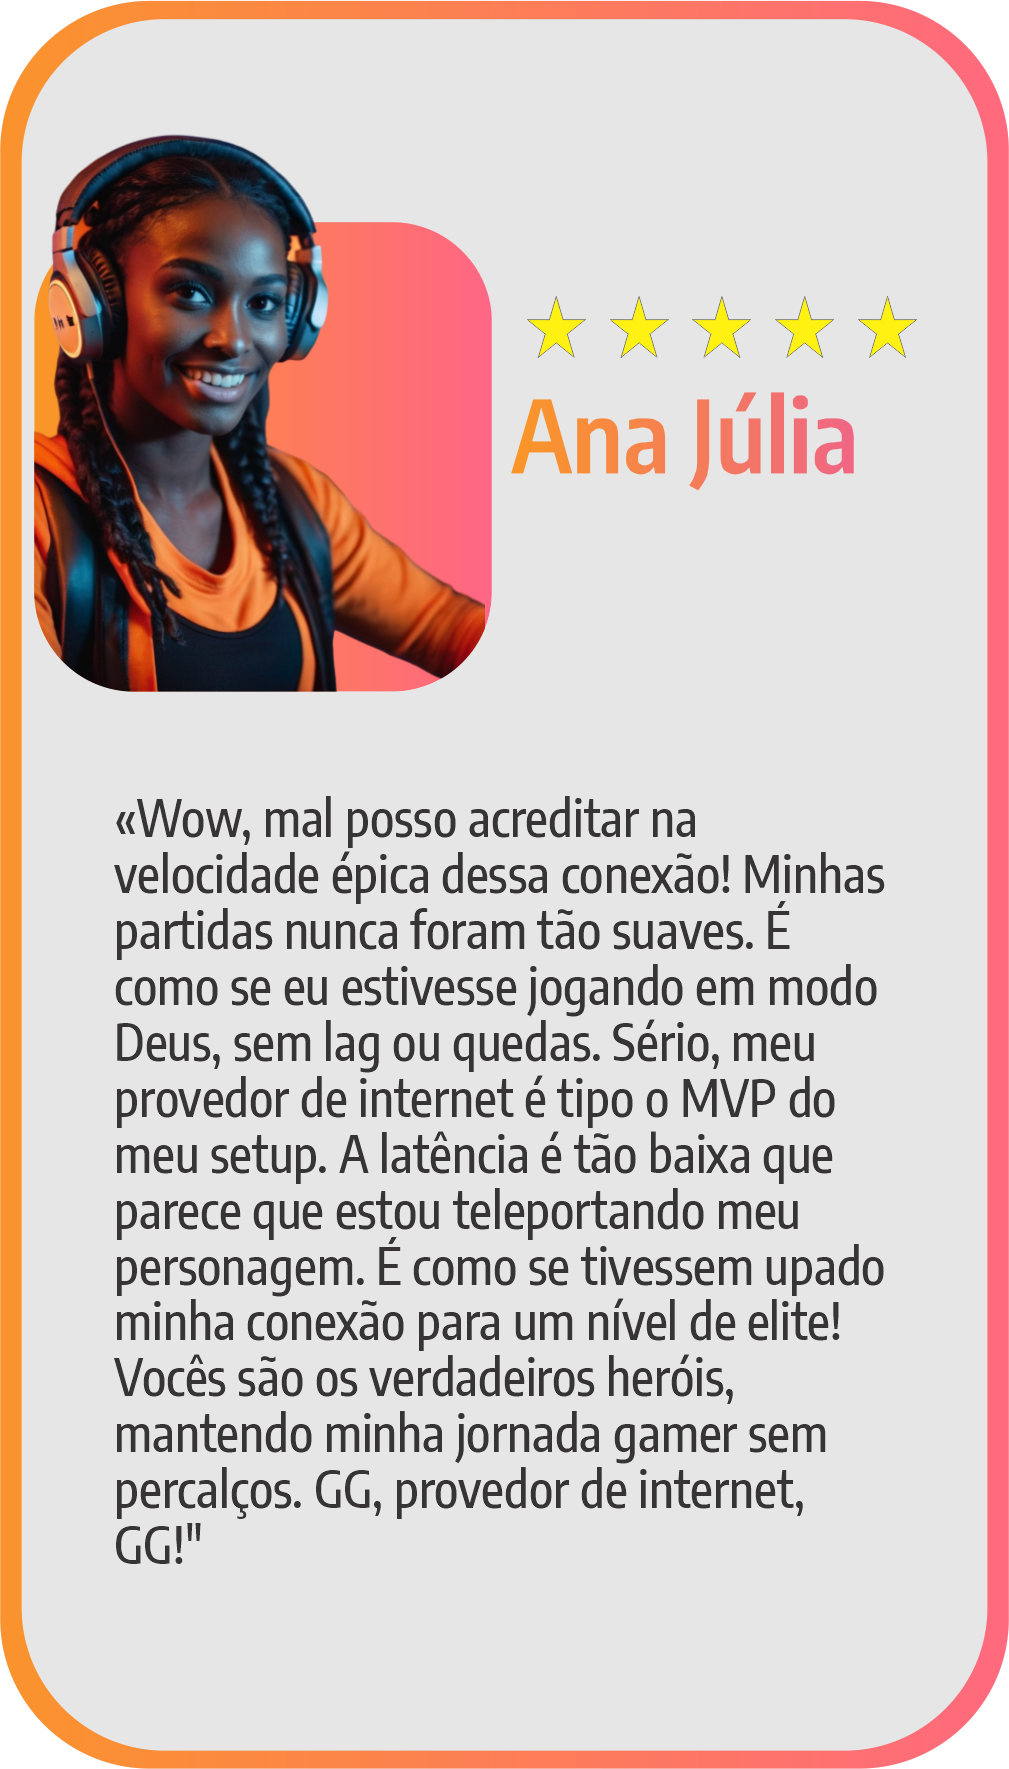 Ana Júlia
«Wow, mal posso acreditar na
velocidade épica dessa conexão! Minhas
partidas nunca foram tão suaves. É
como se eu estivesse jogando em modo
Deus, sem lag ou quedas. Sério, meu
provedor de internet é tipo o MVP do
meu setup. A latência é tão baixa que
parece que estou teleportando meu
personagem. É como se tivessem upado
minha conexão para um nível de elite!
Vocês são os verdadeiros heróis,
mantendo minha jornada gamer sem
percalços. GG, provedor de internet,
GG!"